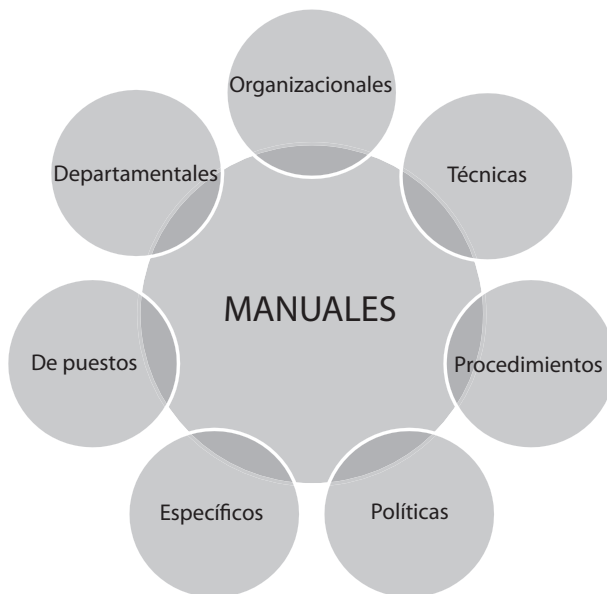 Organizacionales
Departamentales
Técnicas
MANUALES
De puestos
Procedimientos
Específicos
Políticas